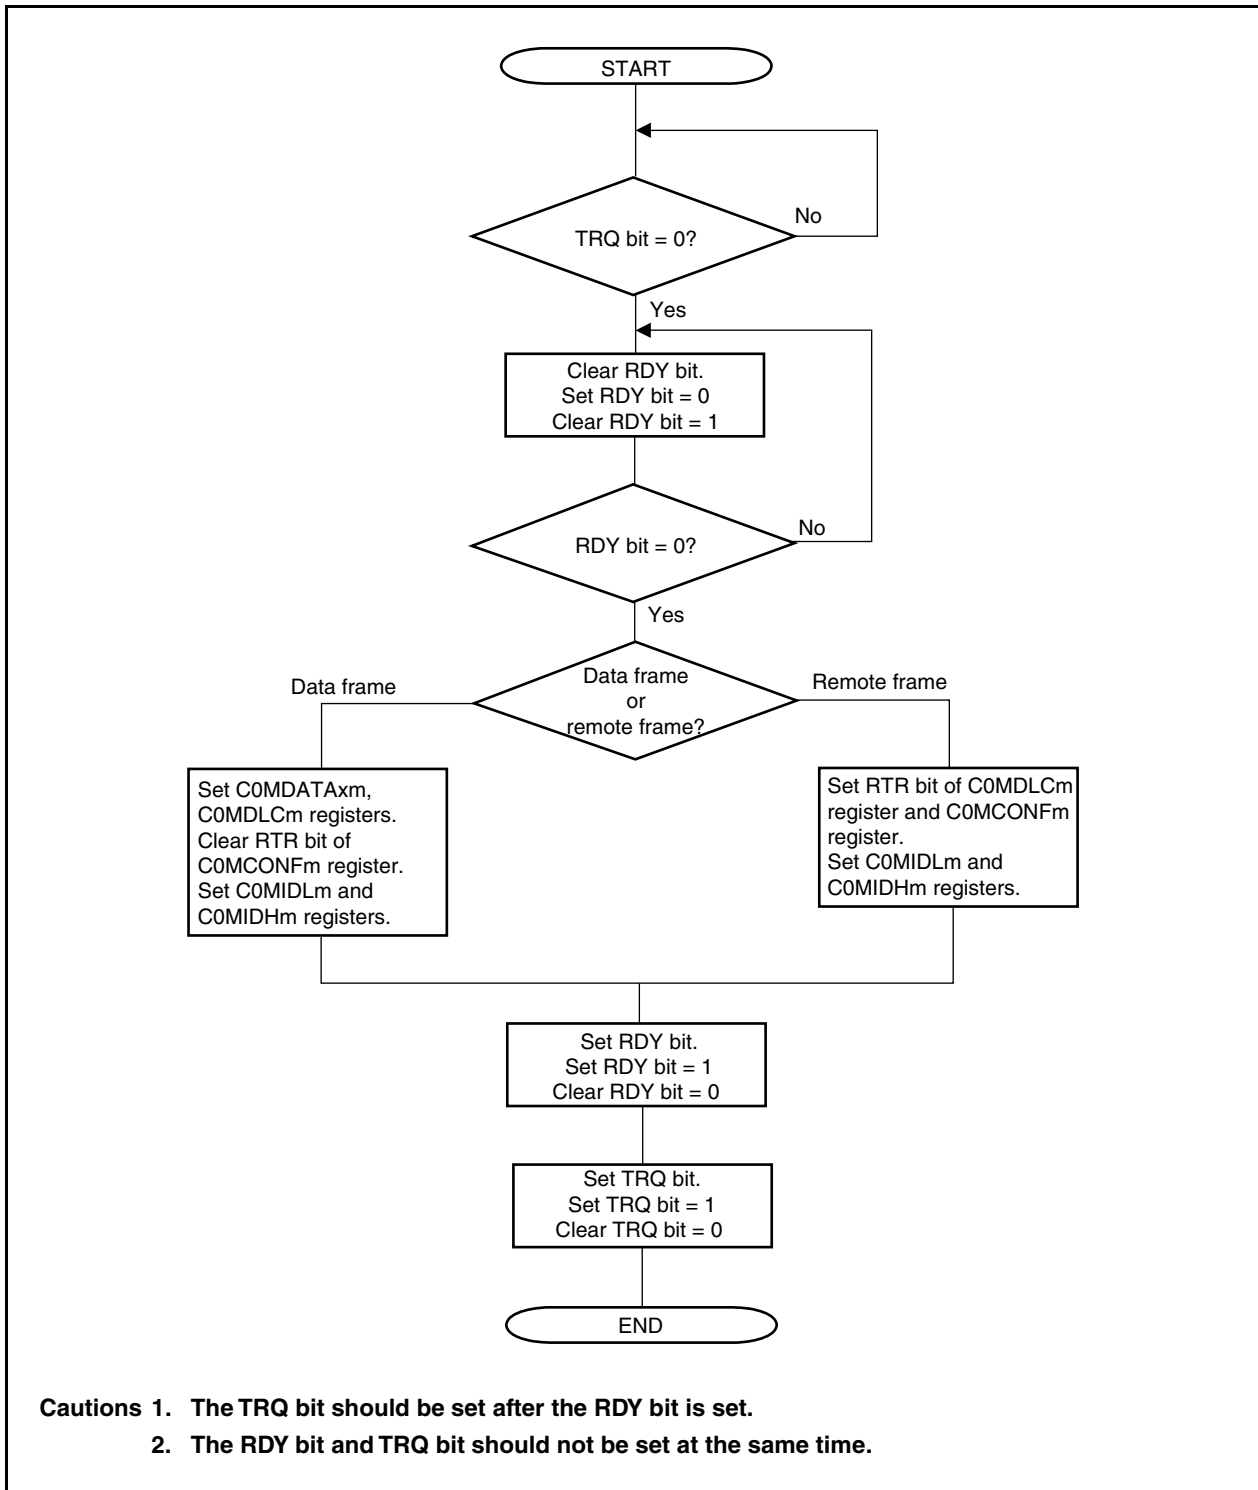 START
No
TRQ bit = 0?
Yes
Clear RDY bit.
Set RDY bit = 0
Clear RDY bit = 1
No
RDY bit = 0?
Yes
Data frame
Data frame
or
remote frame?
Remote frame
Set C0MDATAxm,
C0MDLCm registers.
Clear RTR bit of
C0MCONFm register.
Set C0MIDLm and
C0MIDHm registers.
Set RTR bit of C0MDLCm
register and C0MCONFm
register.
Set C0MIDLm and
C0MIDHm registers.
Set RDY bit.
Set RDY bit = 1
Clear RDY bit = 0
Set TRQ bit.
Set TRQ bit = 1
Clear TRQ bit = 0
END
Cautions 1. The TRQ bit should be set after the RDY bit is set.
2. The RDY bit and TRQ bit should not be set at the same time.